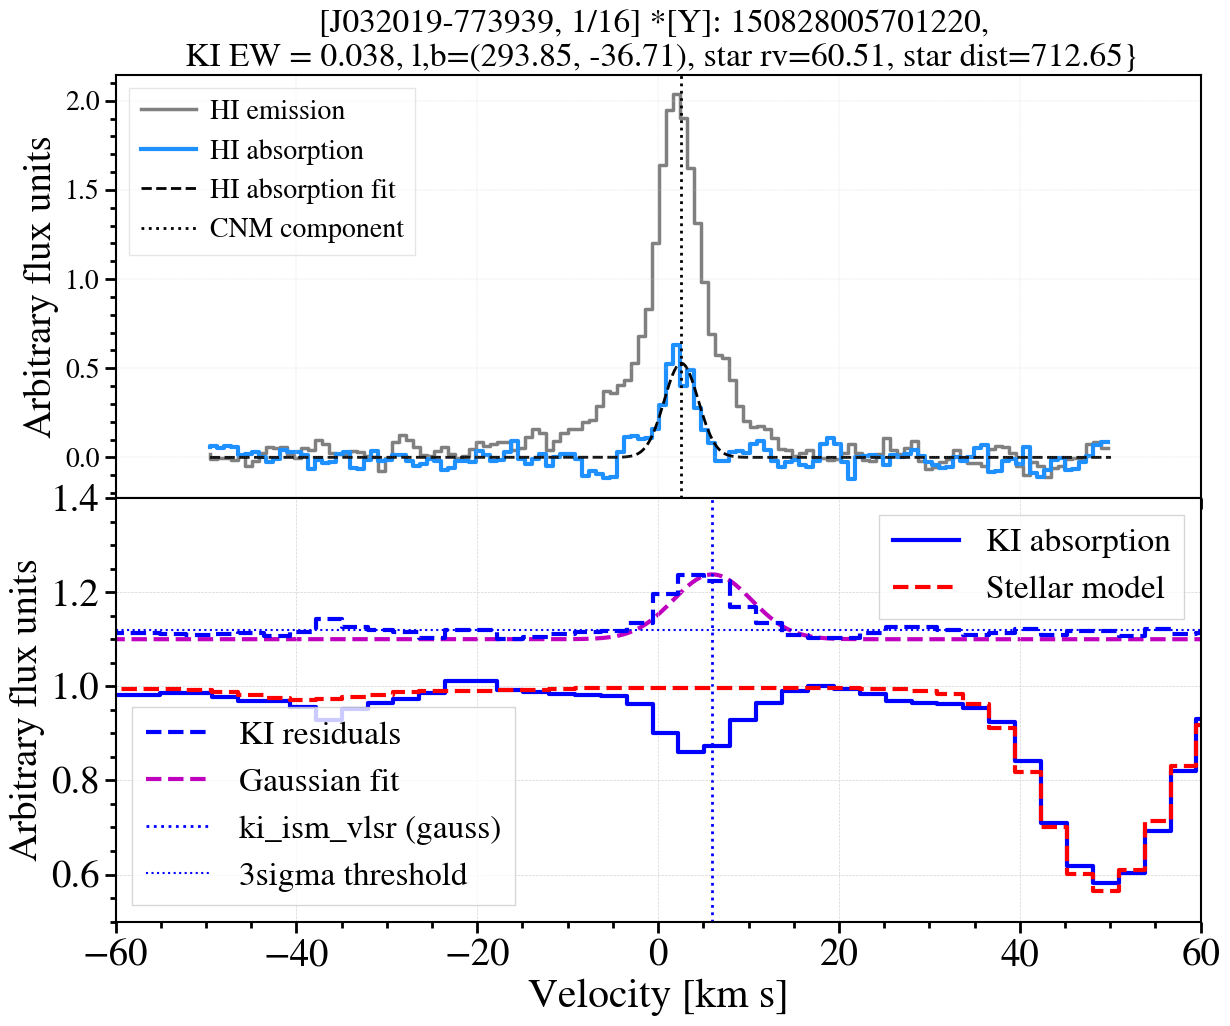 [J032019-773939, 1/16] *[Y]: 150828005701220,
KI EW = 0.038, l,b=(293.85, -36.71), star rv=60.51, star dist=712.65}
Arbitrary flux units
2.0
1.5
1.0
0.5
0.0
HI emission
HI absorption
HI absorption fit
CNM component
Arbitrary flux units
1.4
1.2
1.0
0.8
0.6
KI absorption
Stellar model
KI residuals
Gaussian fit
ki_ism_vlsr (gauss)
3sigma threshold
−60 −40 −20 0 20 40 60
Velocity [km s]